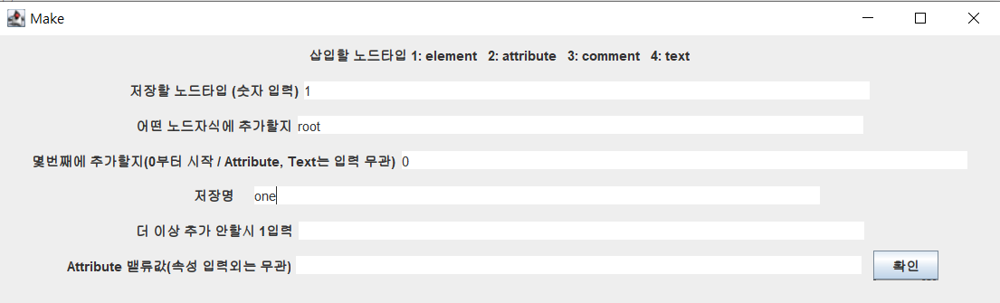 Make
삽입할 노드타입 1: element 2: attribute 3: comment 4: text
저장할 노드타입 (숫자 입력) 1
어떤 노드자식에 추가할지 root
몇번째에 추가할지(0부터 시작 / Attribute, Text는 입력 무관) 0
저장명 one
더 이상 추가 안할시 1입력
Attribute 밸류값(속성 입력외는 무관) 확인